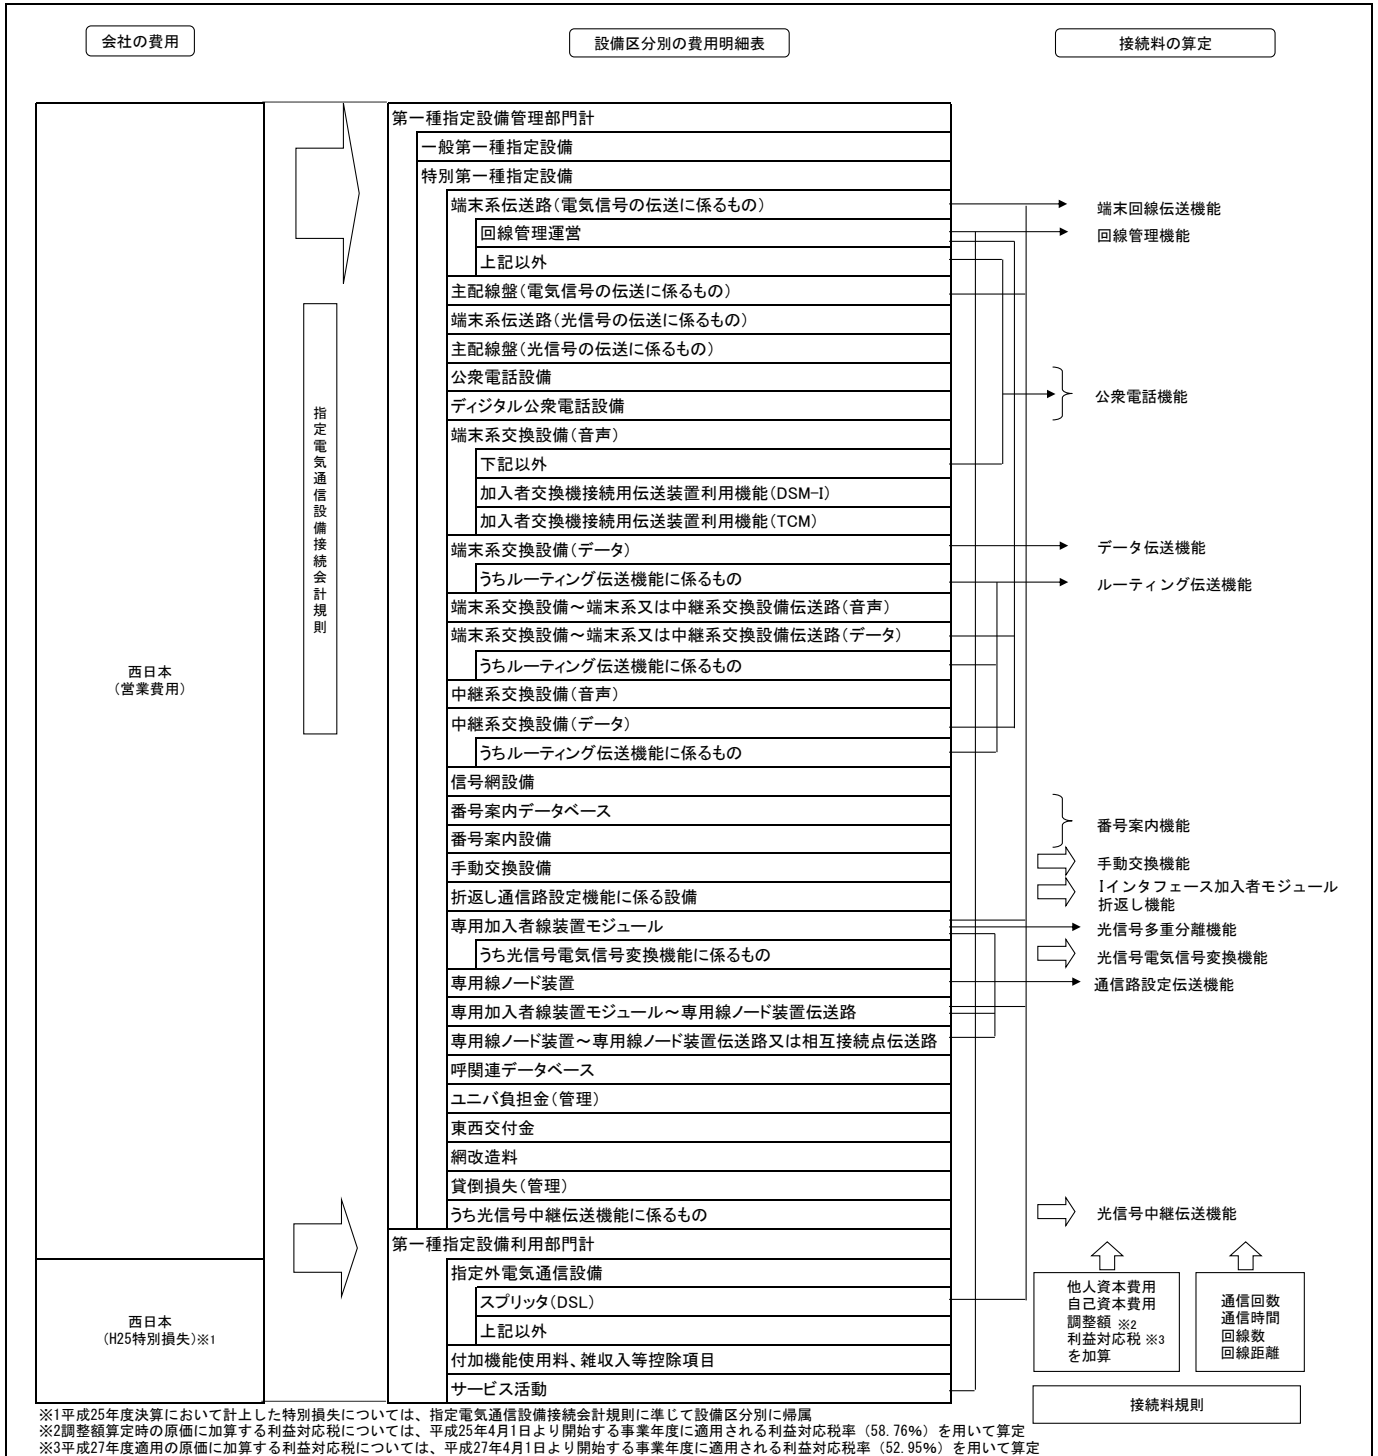 会社の費用
設備区分別の費用明細表
接続料の算定
西日本
(営業費用)
西日本
(H25特別損失)※1
指定電気通信設備接続会計規則
第一種指定設備管理部門計
一般第一種指定設備
特別第一種指定設備
端末系伝送路(電気信号の伝送に係るもの)
回線管理運営
上記以外
主配線盤(電気信号の伝送に係るもの)
端末系伝送路(光信号の伝送に係るもの)
主配線盤(光信号の伝送に係るもの)
公衆電話設備
ディジタル公衆電話設備
端末系交換設備(音声)
下記以外
加入者交換機接続用伝送装置利用機能(DSM-I)
加入者交換機接続用伝送装置利用機能(TCM)
端末系交換設備(データ)
うちルーティング伝送機能に係るもの
端末系交換設備～端末系又は中継系交換設備伝送路(音声)
端末系交換設備～端末系又は中継系交換設備伝送路(データ)
うちルーティング伝送機能に係るもの
中継系交換設備(音声)
中継系交換設備(データ)
うちルーティング伝送機能に係るもの
信号網設備
番号案内データベース
番号案内設備
手動交換設備
折返し通信路設定機能に係る設備
専用加入者線装置モジュール
うち光信号電気信号変換機能に係るもの
専用線ノード装置
専用加入者線装置モジュール～専用線ノード装置伝送路
専用線ノード装置～専用線ノード装置伝送路又は相互接続点伝送路
呼関連データベース
ユニバ負担金(管理)
東西交付金
網改造料
貸倒損失(管理)
うち光信号中継伝送機能に係るもの
第一種指定設備利用部門計
指定外電気通信設備
スプリッタ(DSL)
上記以外
付加機能使用料、雑収入等控除項目
サービス活動
端末回線伝送機能
回線管理機能
公衆電話機能
データ伝送機能
ルーティング伝送機能
番号案内機能
手動交換機能
Iインタフェース加入者モジュール
折返し機能
光信号多重分離機能
光信号電気信号変換機能
通信路設定伝送機能
光信号中継伝送機能
他人資本費用
自己資本費用
調整額 ※2
利益対応税 ※3
を加算
通信回数
通信時間
回線数
回線距離
接続料規則
※1平成25年度決算において計上した特別損失については、指定電気通信設備接続会計規則に準じて設備区分別に帰属
※2調整額算定時の原価に加算する利益対応税については、平成25年4月1日より開始する事業年度に適用される利益対応税率（58.76%）を用いて算定
※3平成27年度適用の原価に加算する利益対応税については、平成27年4月1日より開始する事業年度に適用される利益対応税率（52.95%）を用いて算定